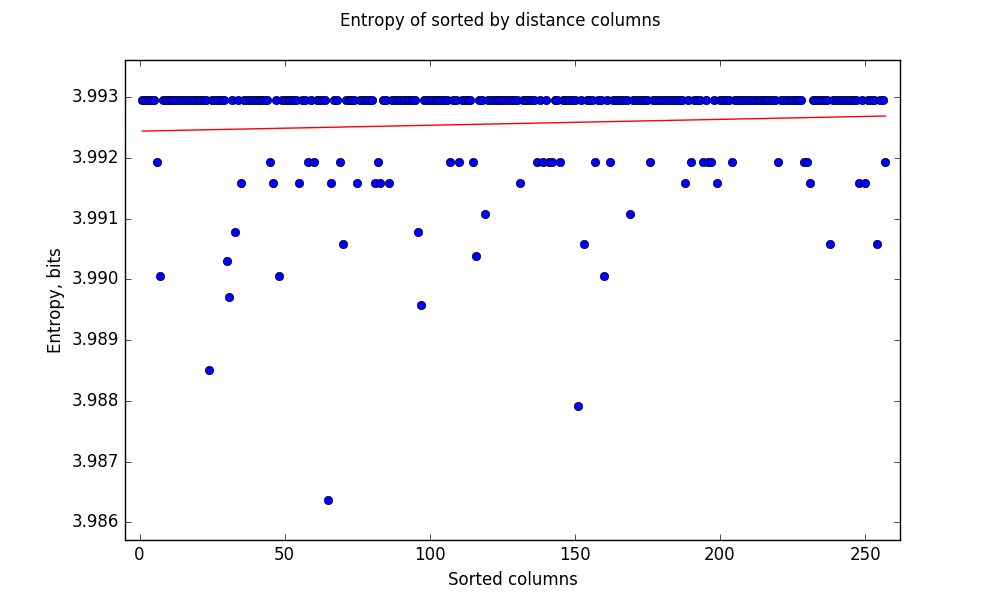 Entropy of sorted by distance columns
3.993
3.992
3.991
3.990
3.989
3.988
3.987
3.986
Entropy, bits
0 50 100 150 200 250
Sorted columns